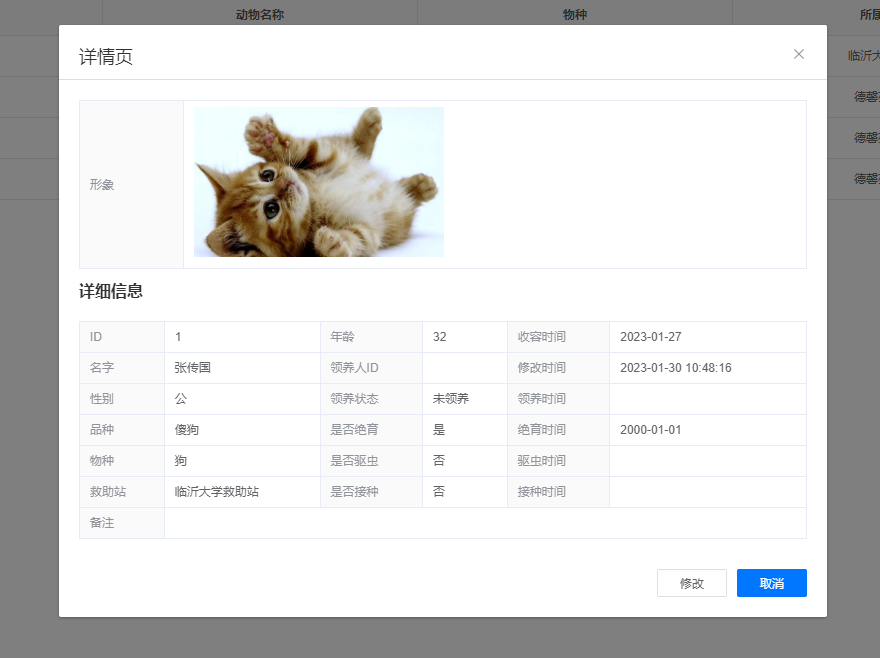 动物名称 物种 所属
临沂大
德馨
德馨
德馨
详情页
形象
详细信息
ID 1 年龄 32 收容时间 2023-01-27
名字 张传国 领养人ID 修改时间 2023-01-30 10:48:16
性别 公 领养状态 未领养 领养时间
品种 傻狗 是否绝育 是 绝育时间 2000-01-01
物种 狗 是否驱虫 否 驱虫时间
救助站 临沂大学救助站 是否接种 否 接种时间
备注
修改 取消